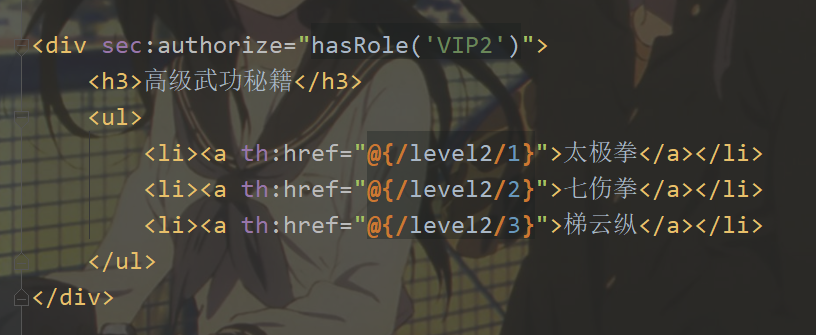 <div sec:authorize="hasRole('VIP2')">
<h3>高级武功秘籍</h3>
<ul>
<li><a th:href="@{/level2/1}">太极拳</a></li>
<li><a th:href="@{/level2/2}">七伤拳</a></li>
<li><a th:href="@{/level2/3}">梯云纵</a></li>
</ul>
</div>